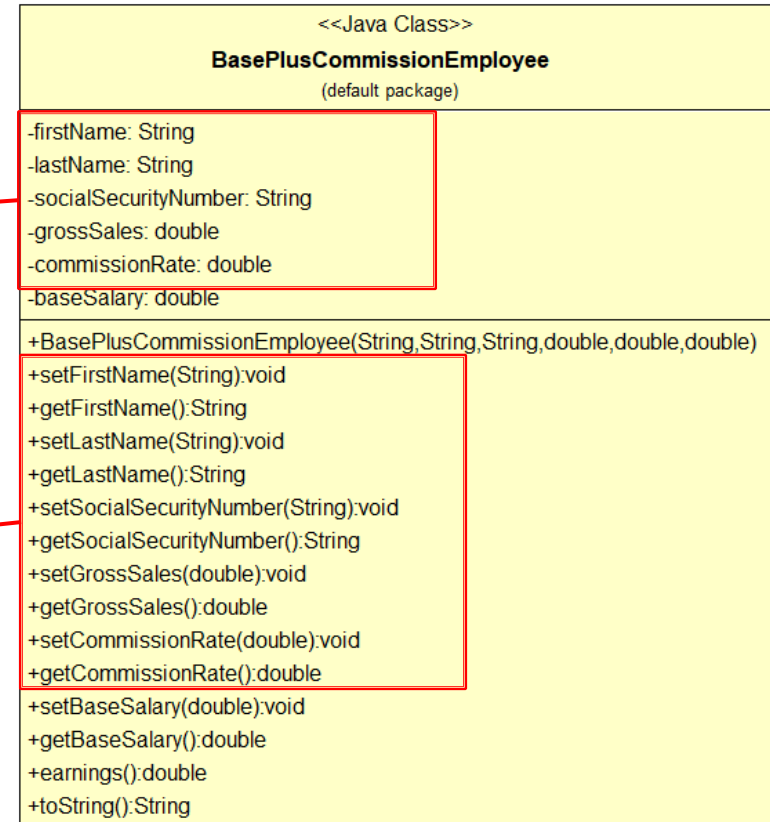 <<Java Class>>
BasePlusCommissionEmployee
(default package)
-firstName: String
-lastName: String
-socialSecurityNumber: String
-grossSales: double
-commissionRate: double
-baseSalary: double
+BasePlusCommissionEmployee(String,String,String,double,double,double)
+setFirstName(String):void
+getFirstName():String
+setLastName(String):void
+getLastName():String
+setSocialSecurityNumber(String):void
+getSocialSecurityNumber():String
+setGrossSales(double):void
+getGrossSales():double
+setCommissionRate(double):void
+getCommissionRate():double
+setBaseSalary(double):void
+getBaseSalary():double
+earnings():double
+toString():String